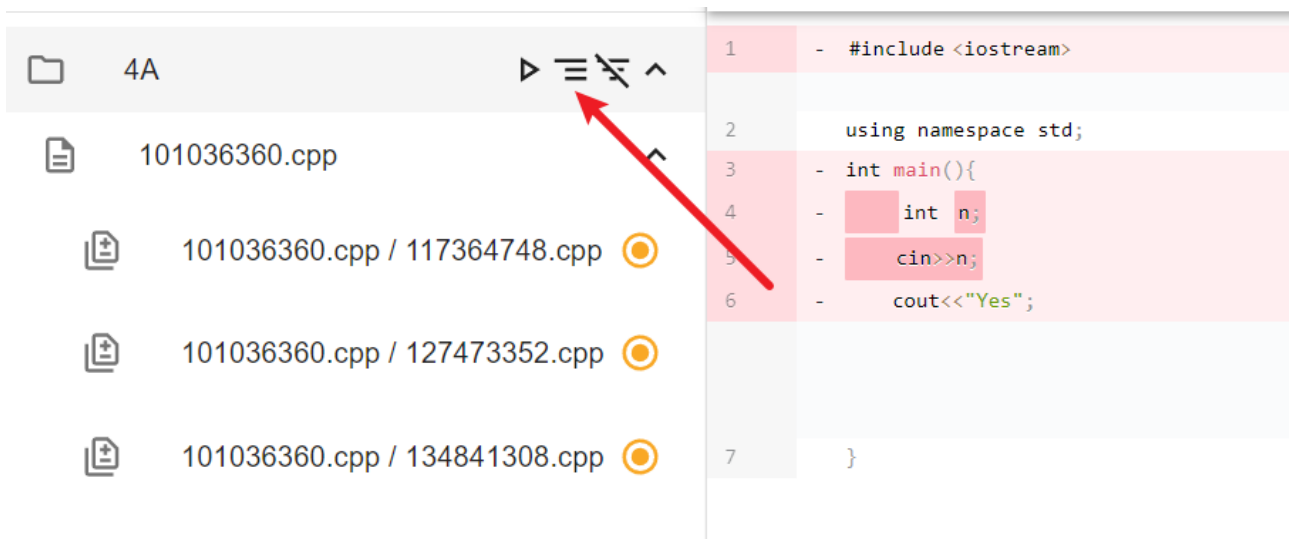 4A
101036360.cpp
101036360.cpp / 117364748.cpp
101036360.cpp / 127473352.cpp
101036360.cpp / 134841308.cpp
1 - #include <iostream>
2 using namespace std;
3 - int main(){
4 - int n;
5 - cin>>n;
6 - cout<<"Yes";
7 }